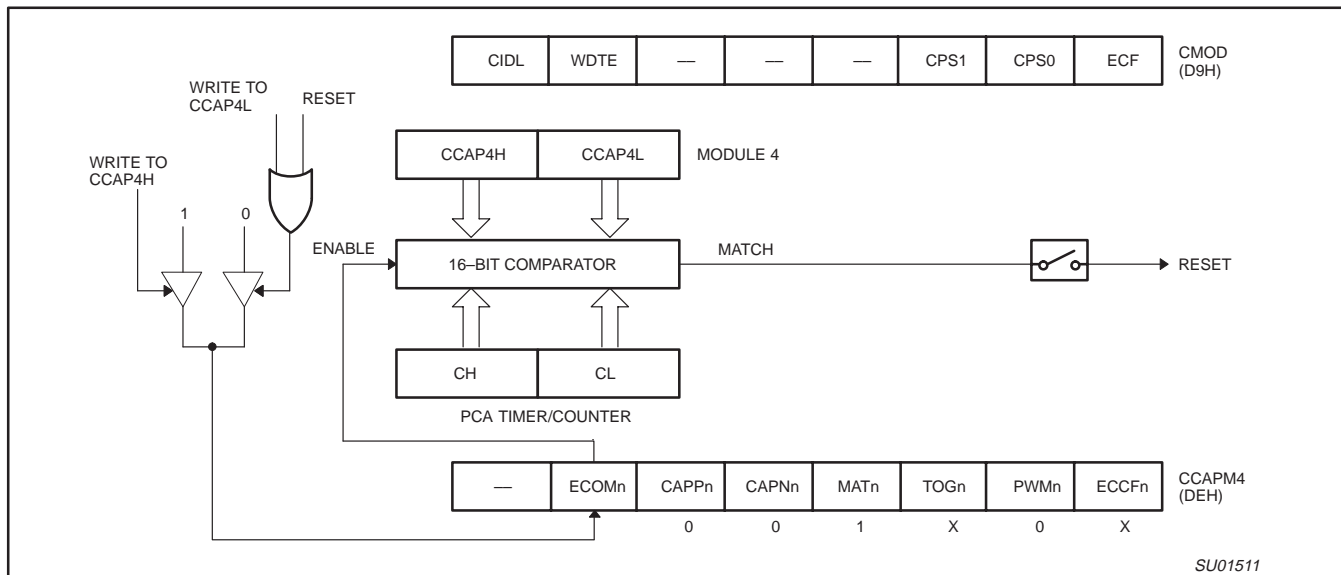 CIDL WDTE — — — CPS1 CPS0 ECF CMOD
(D9H)
WRITE TO
CCAP4L
RESET
CCAP4H CCAP4L MODULE 4
WRITE TO
CCAP4H
1 0
ENABLE
16–BIT COMPARATOR
MATCH
RESET
CH CL
PCA TIMER/COUNTER
— ECOMn CAPPn CAPNn MATn TOGn PWMn ECCFn CCAPM4
(DEH)
0 0 1 X 0 X
SU01511